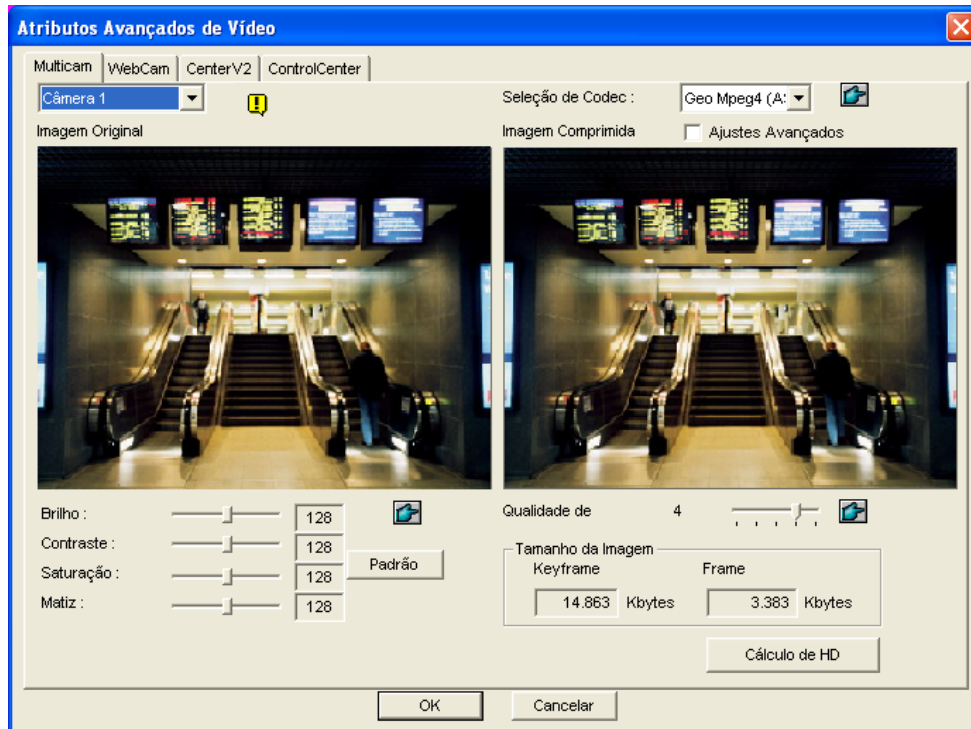 Atributos Avançados de Vídeo
Multicam WebCam CenterV2 ControlCenter
Câmera 1
Seleção de Codec :
Geo Mpeg4 (A:
Imagem Original
Imagem Comprimida
Ajustes Avançados
Brilho :
128
Contraste :
128
Saturação :
128
Matiz :
128
Padrão
Qualidade de
4
Tamanho da Imagem
Keyframe
Frame
14.863 Kbytes
3.383 Kbytes
Cálculo de HD
OK
Cancelar